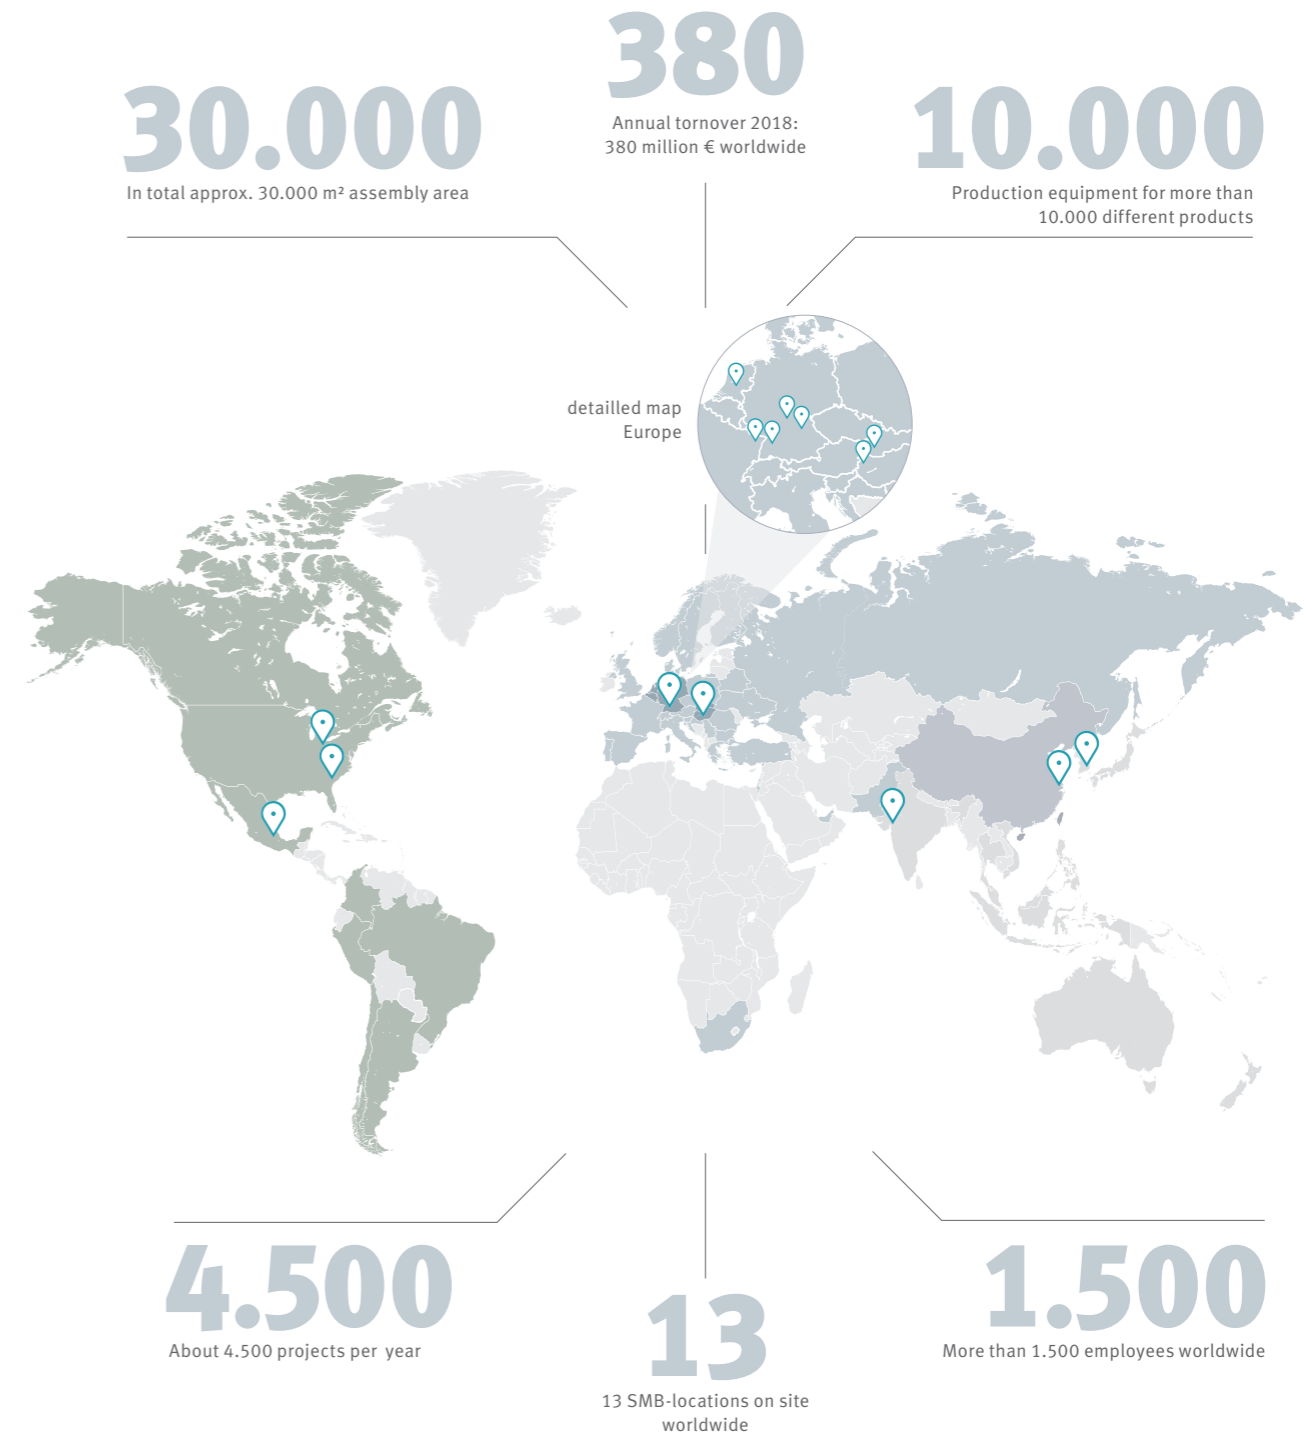 380
Annual tornover 2018:
380 million € worldwide
30.000
In total approx. 30.000 m² assembly area
10.000
Production equipment for more than
10.000 different products
detailled map
Europe
4.500
About 4.500 projects per year
13
13 SMB-locations on site
worldwide
1.500
More than 1.500 employees worldwide